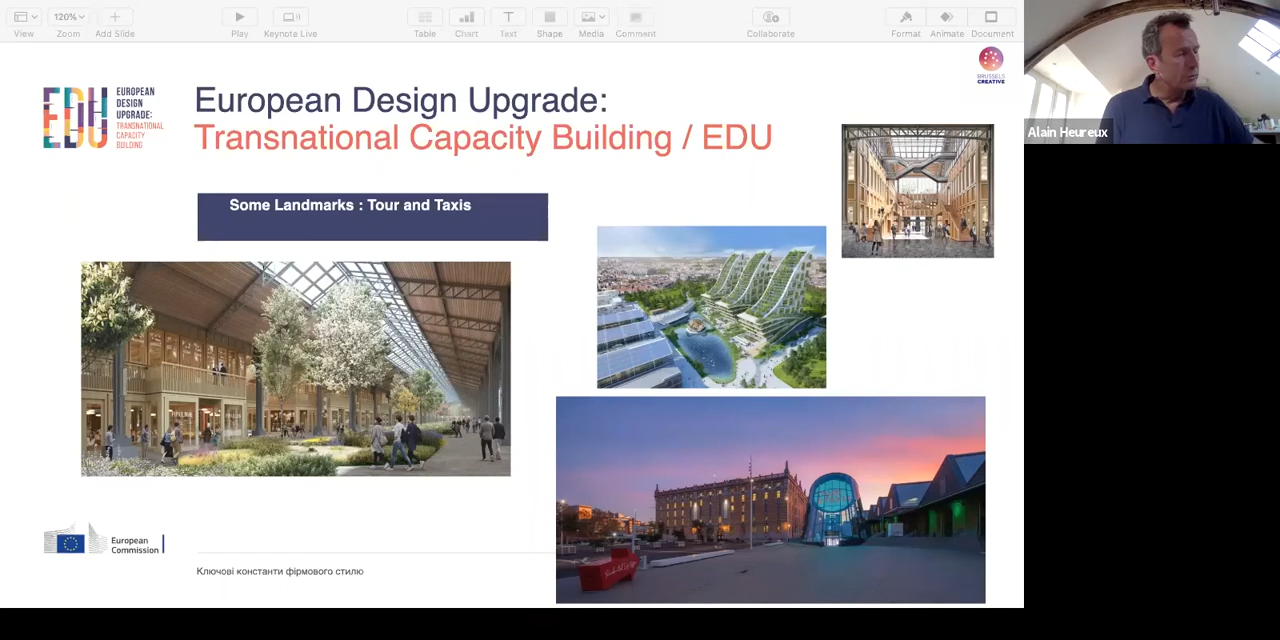 View
120%
Zoom
Add Slide
Play
Keynote Live
Table
Chart
Text
Shape
Media
Comment
Collaborate
Format
Animate
Document
BRUSSELS
CREATIVE
EDU
EUROPEAN
DESIGN
UPGRADE:
TRANSNATIONAL
CAPACITY
BUILDING
European Design Upgrade:
Transnational Capacity Building / EDU
Alain Heureux
Some Landmarks : Tour and Taxis
European
Commission
Ключові константи фірмового стилю